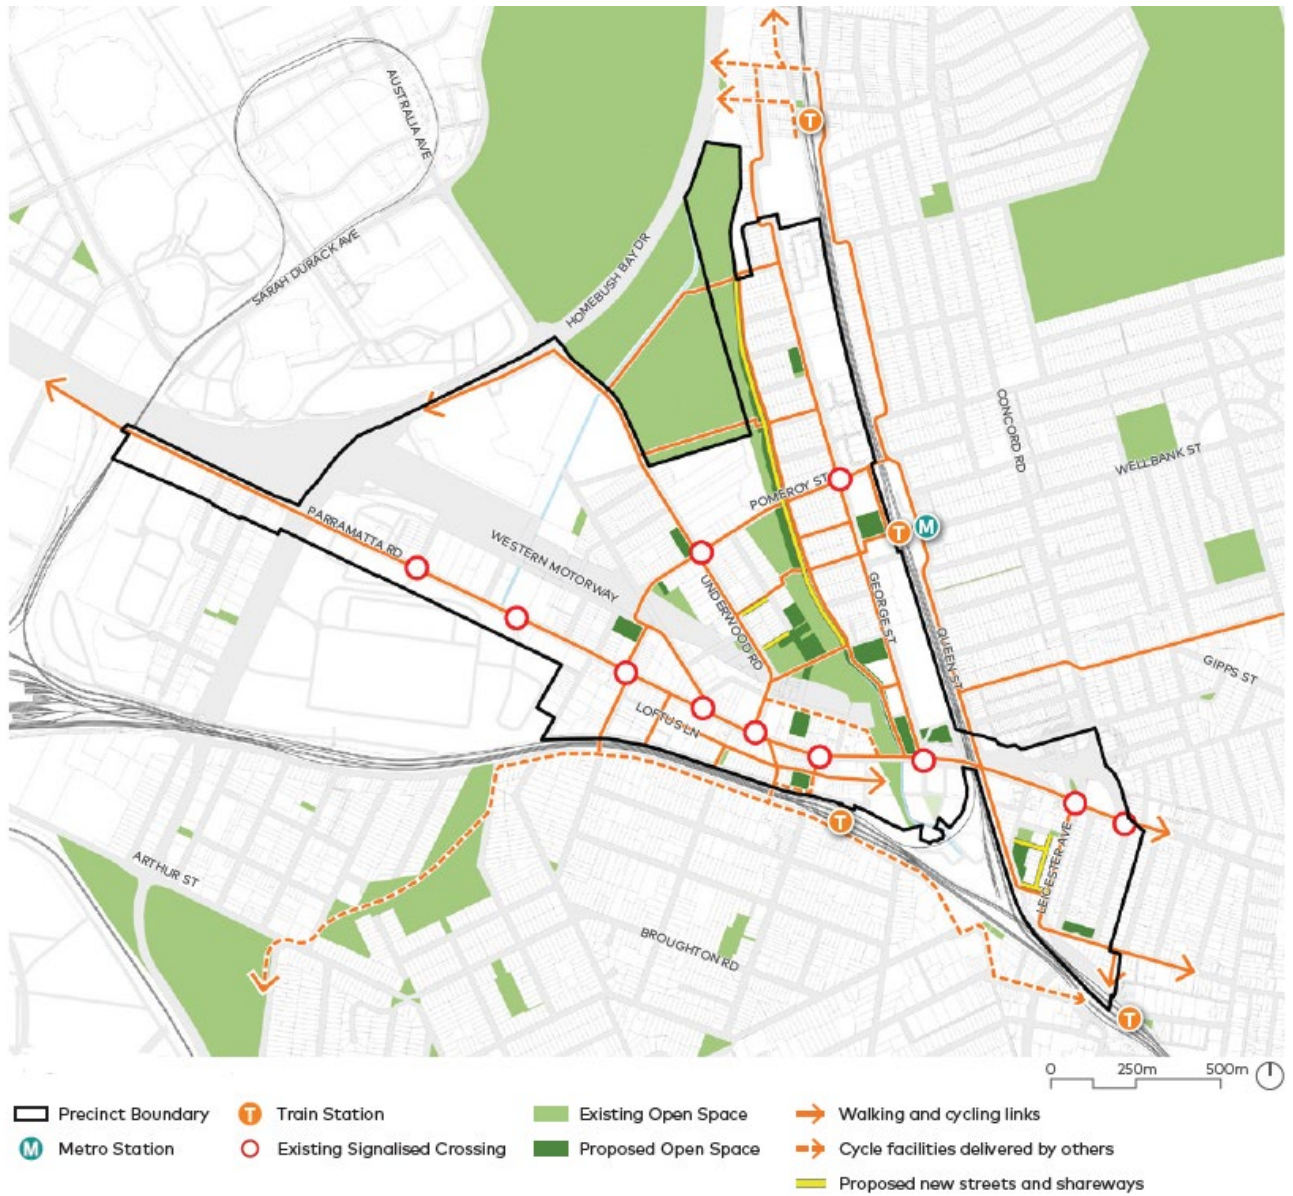 AUSTRALIA AVE
T
SARAH DURACK AVE
HOMEBUSH BAY DR
CONCORD RD
WELLBANK ST
POMEROY ST
PARRAMATTA RD
WESTERN MOTORWAY
T
M
UNDERWOOD RD
GEORGE ST
QUEEN ST
GIPPS ST
LOFTUS LN
T
LEICESTER AVE
ARTHUR ST
BROUGHTON RD
T
0 250m 500m
Precinct Boundary
T Train Station
Existing Open Space
Walking and cycling links
M Metro Station
Existing Signalised Crossing
Proposed Open Space
Cycle facilities delivered by others
Proposed new streets and shareways